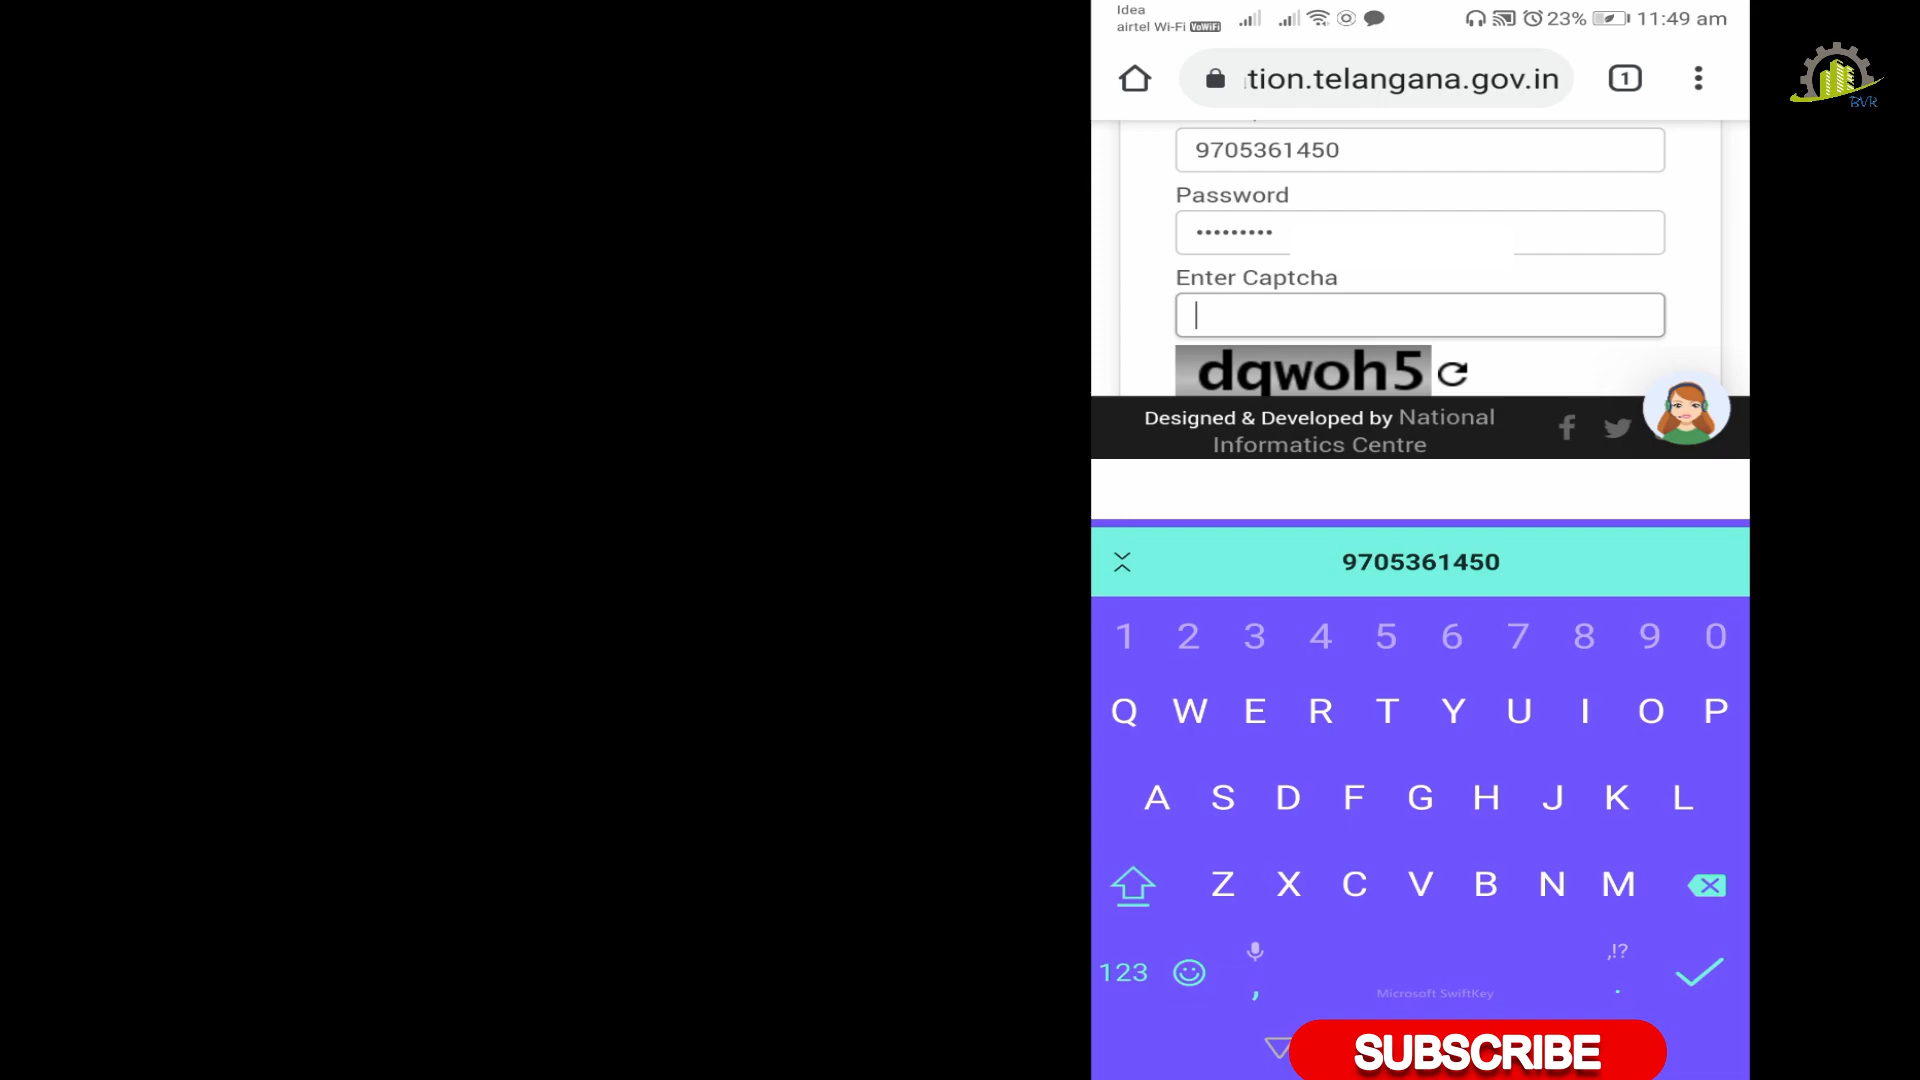 Idea
airtel Wi-Fi VoWiFi
23%
11:49 am
tion.telangana.gov.in
1
9705361450
Password
•••••••••
Enter Captcha
dqwoh5
Designed & Developed by National
Informatics Centre
9705361450
1 2 3 4 5 6 7 8 9 0
Q W E R T Y U I O P
A S D F G H J K L
Z X C V B N M
,!?
123 , .
Microsoft SwiftKey
SUBSCRIBE
BVR